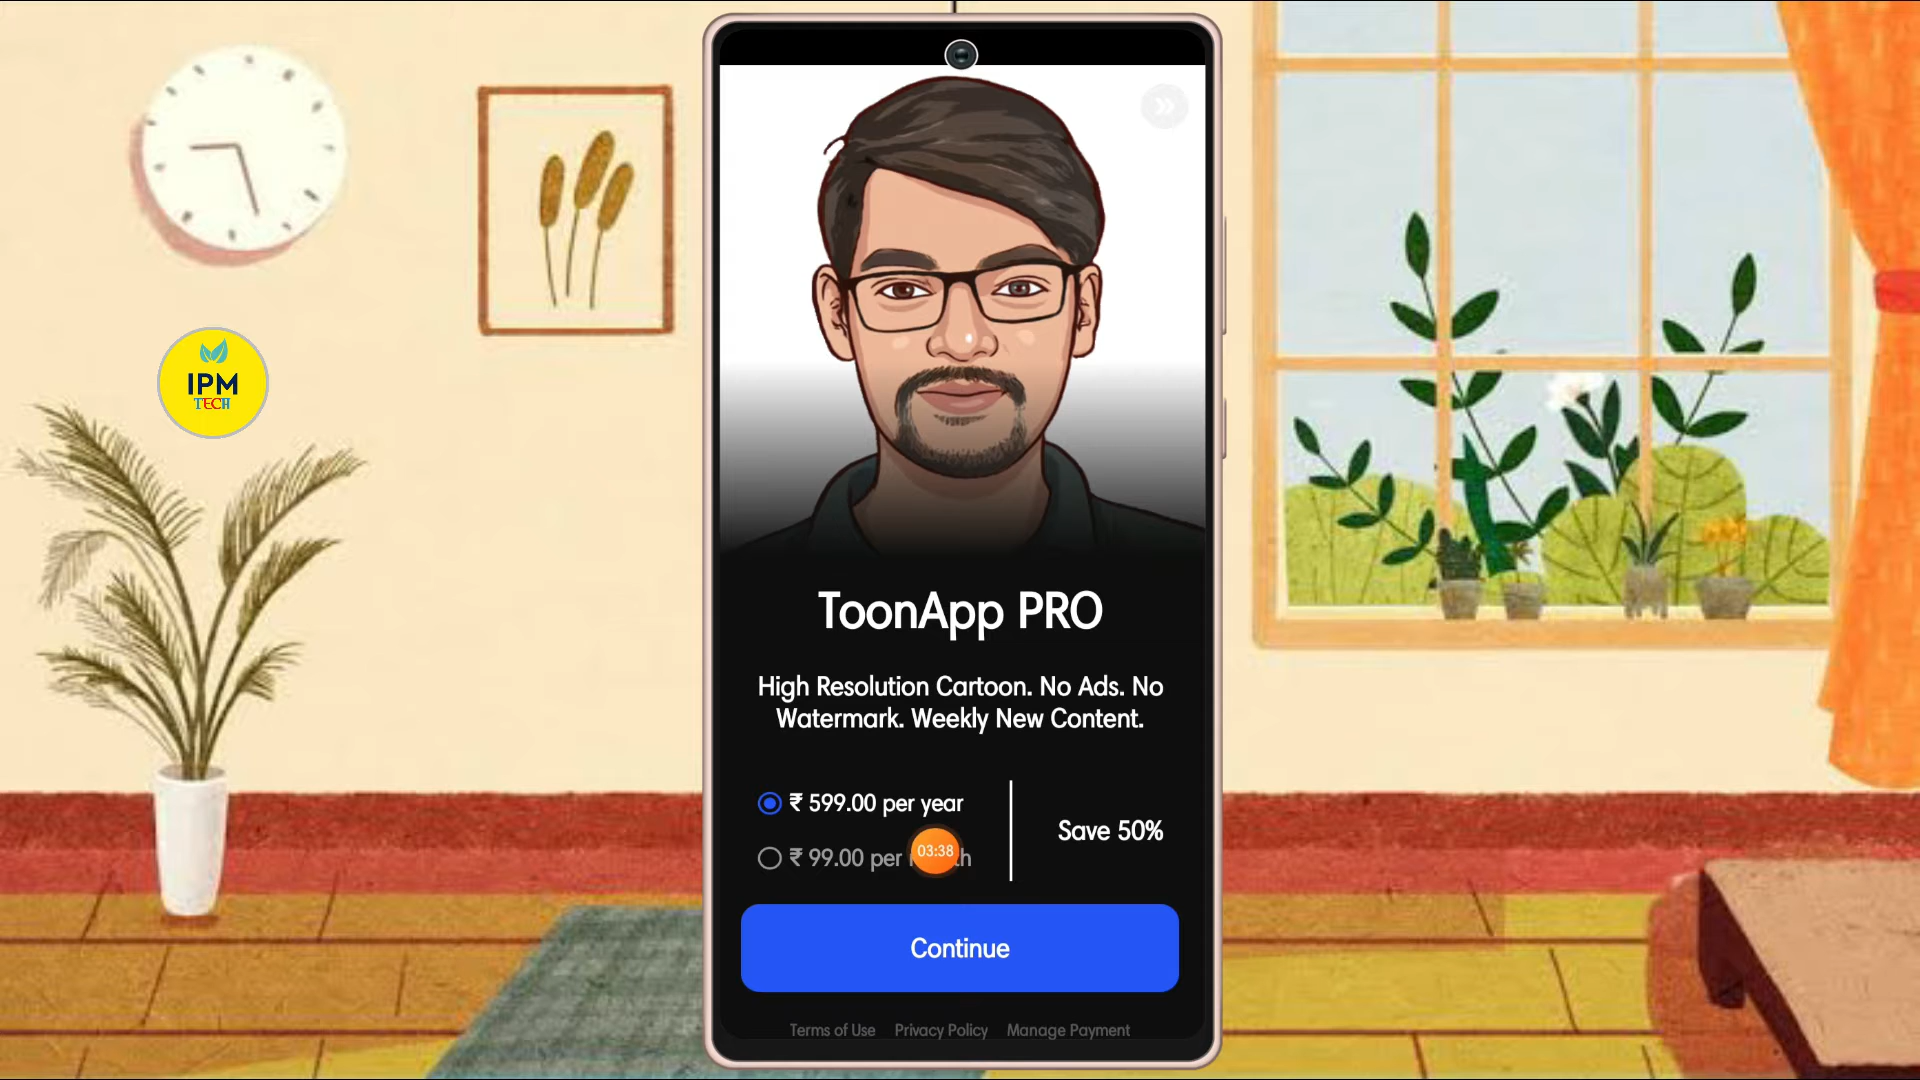 IPM
TECH
ToonApp PRO
High Resolution Cartoon. No Ads. No
Watermark. Weekly New Content.
₹ 599.00 per year
₹ 99.00 per
03:38
Save 50%
Continue
Terms of Use Privacy Policy Manage Payment